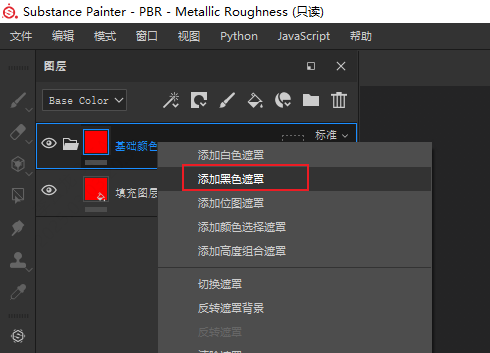 Substance Painter - PBR - Metallic Roughness (只读)
文件 编辑 模式 窗口 视图 Python JavaScript 帮助
图层
Base Color
基础颜色 标准
填充图层
添加白色遮罩
添加黑色遮罩
添加位图遮罩
添加颜色选择遮罩
添加高度组合遮罩
切换遮罩
反转遮罩背景
反转遮罩